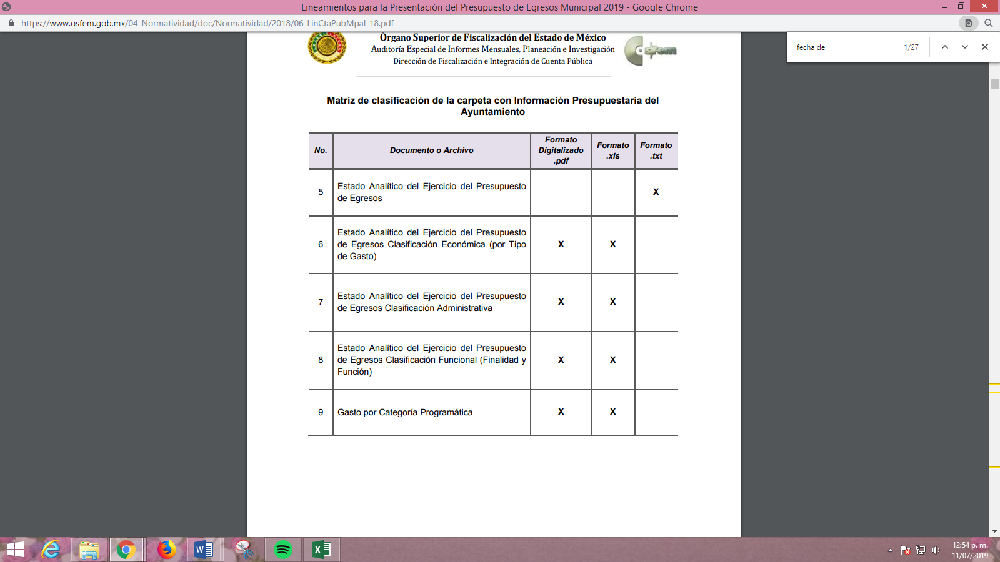 Lineamientos para la Presentación del Presupuesto de Egresos Municipal 2019 - Google Chrome
https://www.osfem.gob.mx/04_Normatividad/doc/Normatividad/2018/06_LinCtaPubMpal_18.pdf
fecha de 1/27
Órgano Superior de Fiscalización del Estado de México
Auditoría Especial de Informes Mensuales, Planeación e Investigación
Dirección de Fiscalización e Integración de Cuenta Pública
osfem
Matriz de clasificación de la carpeta con Información Presupuestaria del
Ayuntamiento
No. Documento o Archivo Formato Digitalizado .pdf Formato .xls Formato .txt
5 Estado Analítico del Ejercicio del Presupuesto
de Egresos X
6 Estado Analítico del Ejercicio del Presupuesto
de Egresos Clasificación Económica (por Tipo
de Gasto) X X
7 Estado Analítico del Ejercicio del Presupuesto
de Egresos Clasificación Administrativa X X
8 Estado Analítico del Ejercicio del Presupuesto
de Egresos Clasificación Funcional (Finalidad y
Función) X X
9 Gasto por Categoría Programática X X
12:54 p. m.
11/07/2019